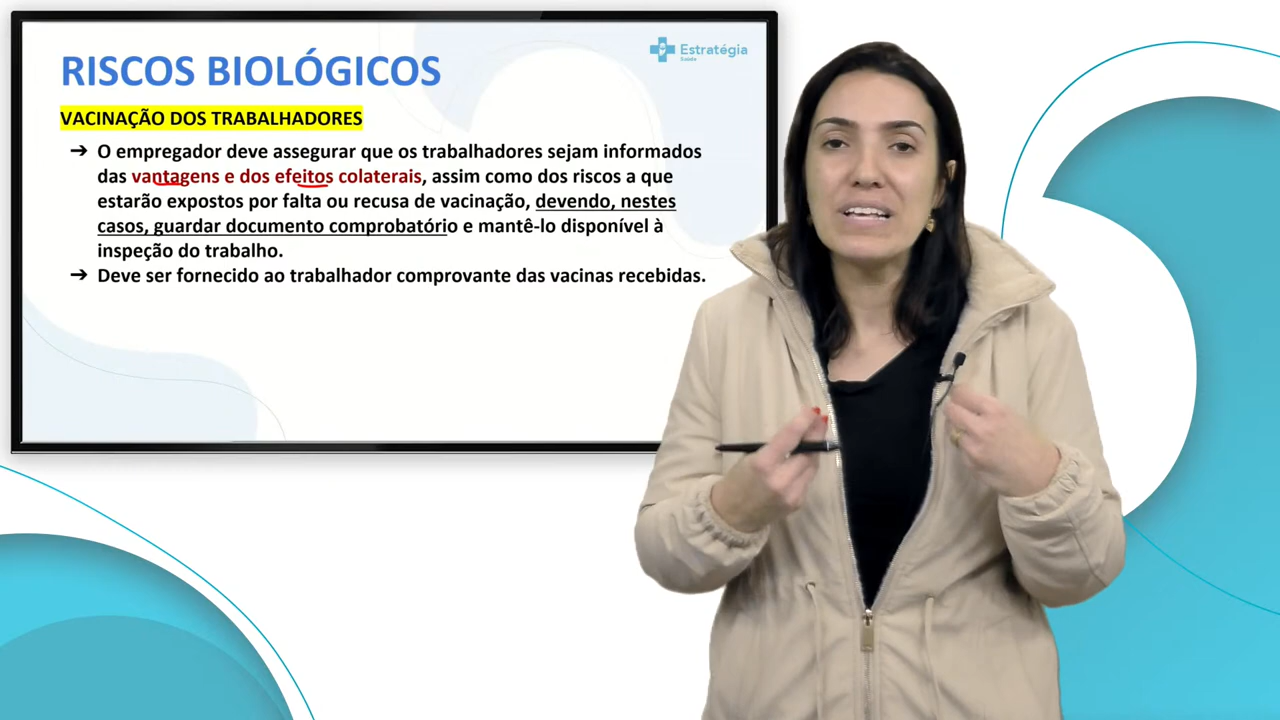 RISCOS BIOLÓGICOS
Estratégia
Saúde
VACINAÇÃO DOS TRABALHADORES
➔ O empregador deve assegurar que os trabalhadores sejam informados
das vantagens e dos efeitos colaterais, assim como dos riscos a que
estarão expostos por falta ou recusa de vacinação, devendo, nestes
casos, guardar documento comprobatório e mantê-lo disponível à
inspeção do trabalho.
➔ Deve ser fornecido ao trabalhador comprovante das vacinas recebidas.